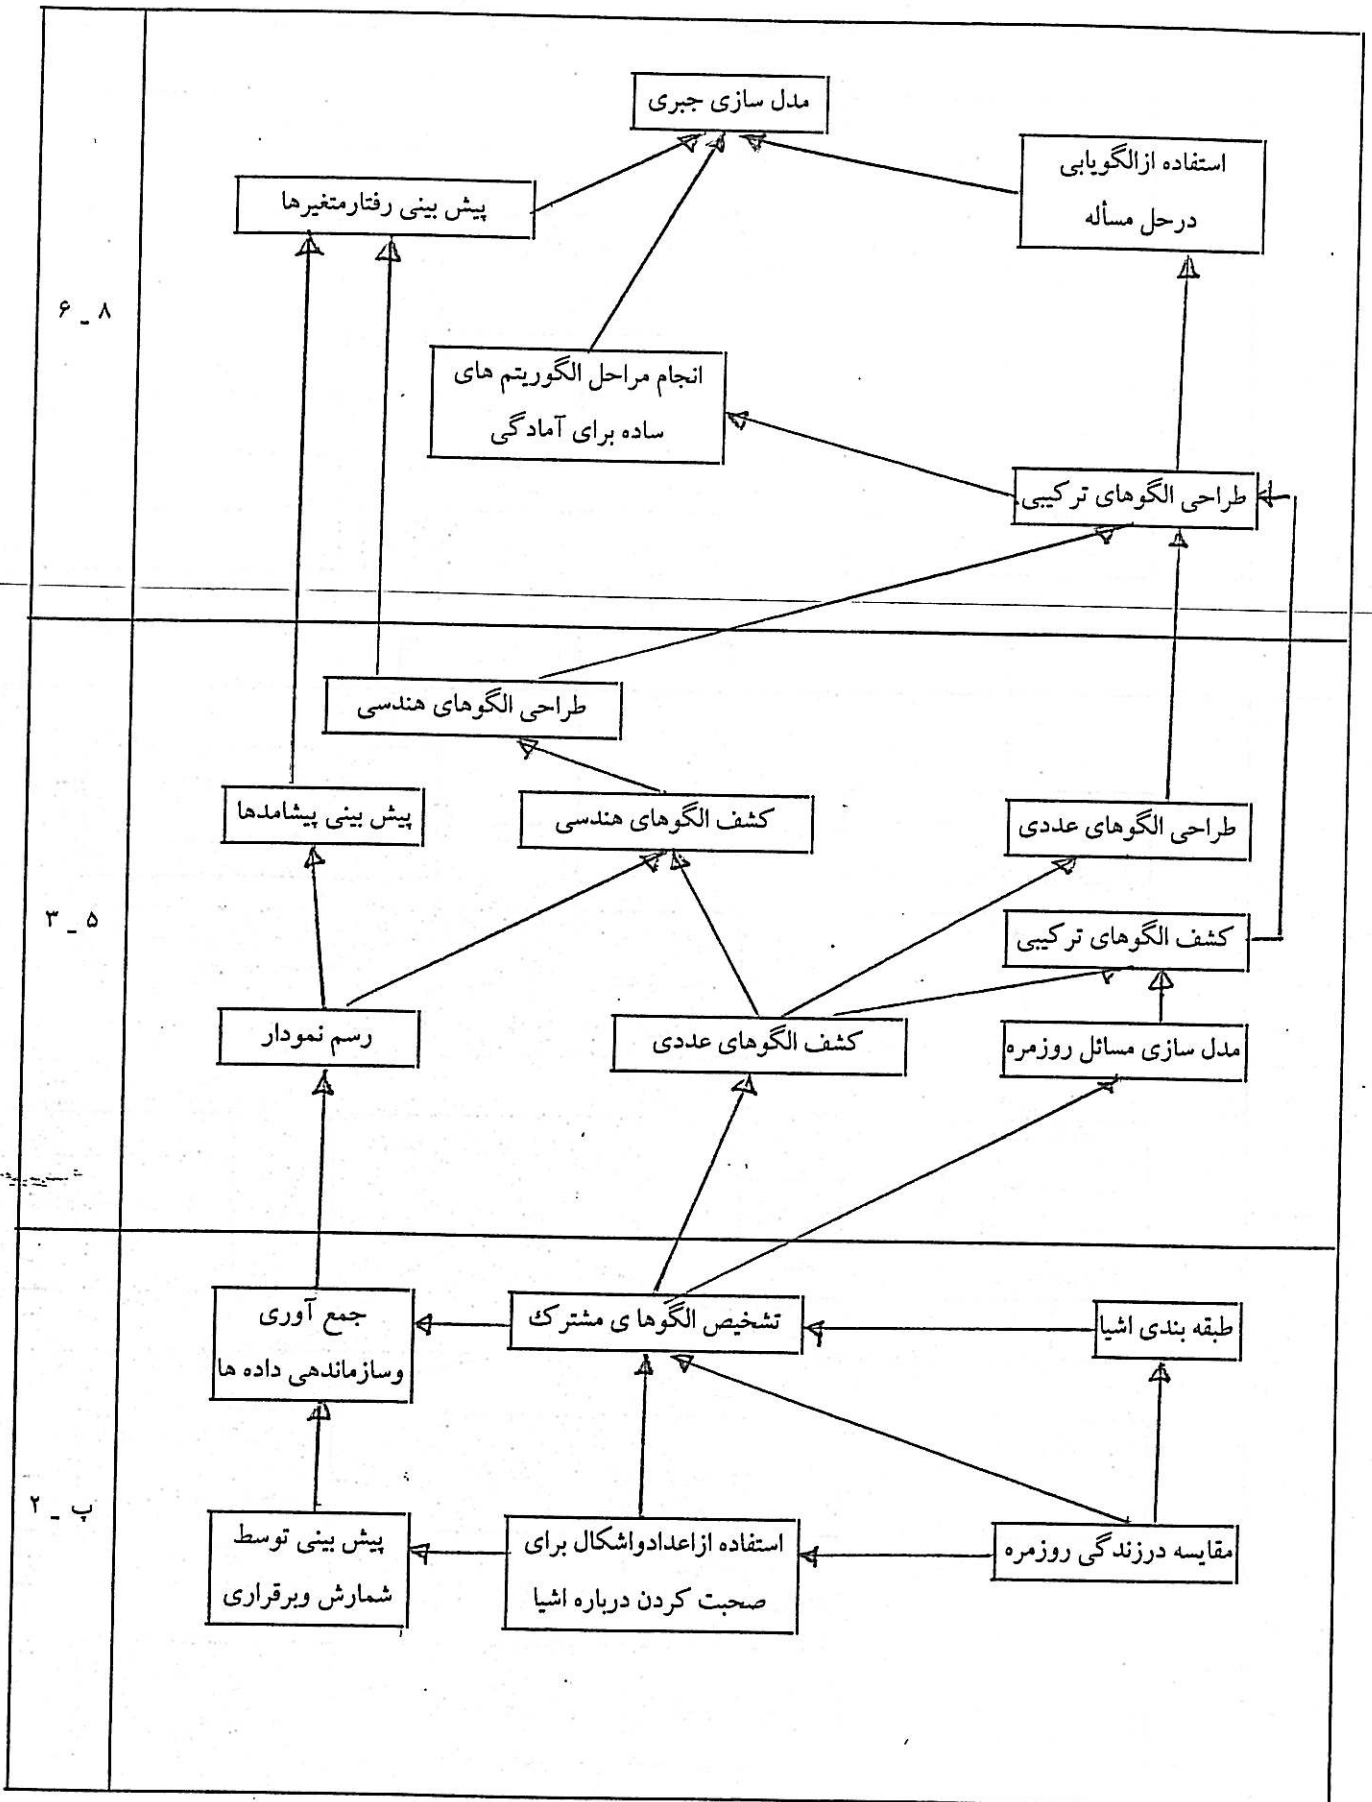 مدل سازی جبری
استفاده ازالگویابی
درحل مسأله
پیش بینی رفتارمتغیرها
۶ _ ۸
انجام مراحل الگوریتم های
ساده برای آمادگی
طراحی الگوهای ترکیبی
طراحی الگوهای هندسی
پیش بینی پیشامدها
کشف الگوهای هندسی
طراحی الگوهای عددی
۳ _ ۵
کشف الگوهای ترکیبی
رسم نمودار
کشف الگوهای عددی
مدل سازی مسائل روزمره
جمع آوری
وسازماندهی داده ها
تشخیص الگوها ی مشترك
طبقه بندی اشیا
پ _ ۲
پیش بینی توسط
شمارش وبرقراری
استفاده ازاعدادواشکال برای
صحبت کردن درباره اشیا
مقایسه درزندگی روزمره